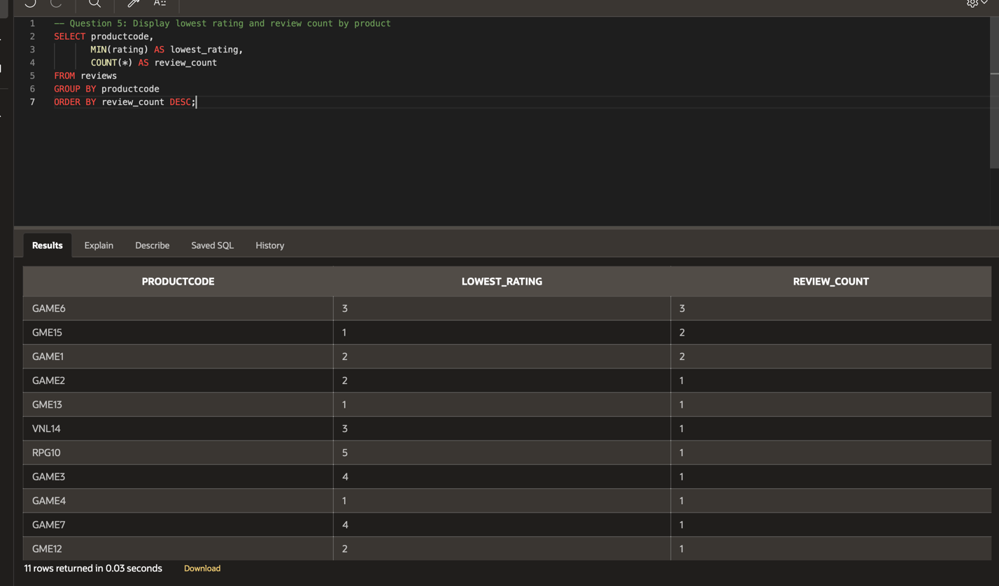 1 -- Question 5: Display lowest rating and review count by product
2 SELECT productcode,
3 MIN(rating) AS lowest_rating,
4 COUNT(*) AS review_count
5 FROM reviews
6 GROUP BY productcode
7 ORDER BY review_count DESC;
Results Explain Describe Saved SQL History
PRODUCTCODE LOWEST_RATING REVIEW_COUNT
GAME6 3 3
GME15 1 2
GAME1 2 2
GAME2 2 1
GME13 1 1
VNL14 3 1
RPG10 5 1
GAME3 4 1
GAME4 1 1
GAME7 4 1
GME12 2 1
11 rows returned in 0.03 seconds Download